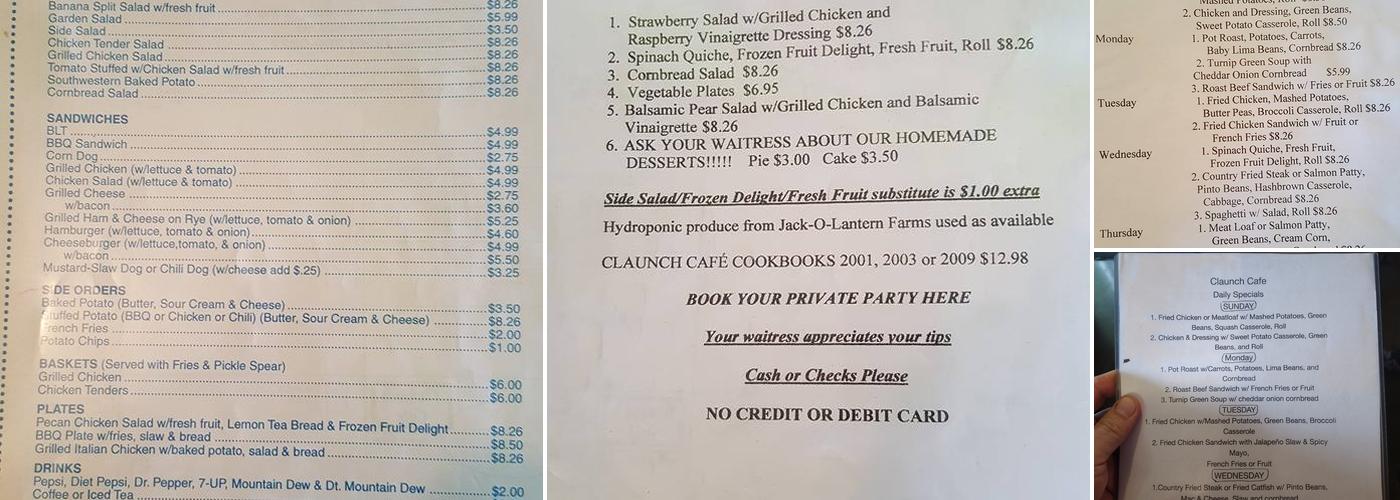 Banana Split Salad w/fresh fruit $8.26
Garden Salad $5.99
Side Salad $3.50
Chicken Tender Salad $8.26
Grilled Chicken Salad $8.26
Tomato Stuffed w/Chicken Salad w/fresh fruit $8.26
Southwestern Baked Potato $8.26
Cornbread Salad $8.26
SANDWICHES
BLT $4.99
BBQ Sandwich $4.99
Corn Dog $2.75
Grilled Chicken (w/lettuce & tomato) $4.99
Chicken Salad (w/lettuce & tomato) $4.99
Grilled Cheese $2.75
w/bacon $3.60
Grilled Ham & Cheese on Rye (w/lettuce, tomato & onion) $5.25
Hamburger (w/lettuce, tomato & onion) $4.60
Cheeseburger (w/lettuce,tomato, & onion) $4.99
w/bacon $5.50
Mustard-Slaw Dog or Chili Dog (w/cheese add $.25) $3.25
SIDE ORDERS
Baked Potato (Butter, Sour Cream & Cheese) $3.50
Stuffed Potato (BBQ or Chicken or Chili) (Butter, Sour Cream & Cheese) $8.26
French Fries $2.00
Potato Chips $1.00
BASKETS (Served with Fries & Pickle Spear)
Grilled Chicken $6.00
Chicken Tenders $6.00
PLATES
Pecan Chicken Salad w/fresh fruit, Lemon Tea Bread & Frozen Fruit Delight $8.26
BBQ Plate w/fries, slaw & bread $8.50
Grilled Italian Chicken w/baked potato, salad & bread $8.26
DRINKS
Pepsi, Diet Pepsi, Dr. Pepper, 7-UP, Mountain Dew & Dt. Mountain Dew $2.00
Coffee or Iced Tea
1. Strawberry Salad w/Grilled Chicken and
Raspberry Vinaigrette Dressing $8.26
2. Spinach Quiche, Frozen Fruit Delight, Fresh Fruit, Roll $8.26
3. Cornbread Salad $8.26
4. Vegetable Plates $6.95
5. Balsamic Pear Salad w/Grilled Chicken and Balsamic
Vinaigrette $8.26
6. ASK YOUR WAITRESS ABOUT OUR HOMEMADE
DESSERTS!!!!! Pie $3.00 Cake $3.50
Side Salad/Frozen Delight/Fresh Fruit substitute is $1.00 extra
Hydroponic produce from Jack-O-Lantern Farms used as available
CLAUNCH CAFÉ COOKBOOKS 2001, 2003 or 2009 $12.98
BOOK YOUR PRIVATE PARTY HERE
Your waitress appreciates your tips
Cash or Checks Please
NO CREDIT OR DEBIT CARD
2. Chicken and Dressing, Green Beans,
Sweet Potato Casserole, Roll $8.50
Monday 1. Pot Roast, Potatoes, Carrots,
Baby Lima Beans, Cornbread $8.26
2. Turnip Green Soup with
Cheddar Onion Cornbread $5.99
3. Roast Beef Sandwich w/ Fries or Fruit $8.26
Tuesday 1. Fried Chicken, Mashed Potatoes,
Butter Peas, Broccoli Casserole, Roll $8.26
2. Fried Chicken Sandwich w/ Fruit or
French Fries $8.26
Wednesday 1. Spinach Quiche, Fresh Fruit,
Frozen Fruit Delight, Roll $8.26
2. Country Fried Steak or Salmon Patty,
Pinto Beans, Hashbrown Casserole,
Cabbage, Cornbread $8.26
3. Spaghetti w/ Salad, Roll $8.26
Thursday 1. Meat Loaf or Salmon Patty,
Green Beans, Cream Corn,
Claunch Cafe
Daily Specials
SUNDAY
1. Fried Chicken or Meatloaf w/ Mashed Potatoes, Green
Beans, Squash Casserole, Roll
2. Chicken & Dressing w/ Sweet Potato Casserole, Green
Beans, and Roll
Monday
1. Pot Roast w/Carrots, Potatoes, Lima Beans, and
Cornbread
2. Roast Beef Sandwich w/ French Fries or Fruit
3. Turnip Green Soup w/ cheddar onion cornbread
TUESDAY
1. Fried Chicken w/Mashed Potatoes, Green Beans, Broccoli
Casserole
2. Fried Chicken Sandwich with Jalapeño Slaw & Spicy
Mayo,
French Fries or Fruit
WEDNESDAY
1.Country Fried Steak or Fried Catfish w/ Pinto Beans,
Mac & Cheese, Slaw and cornbread